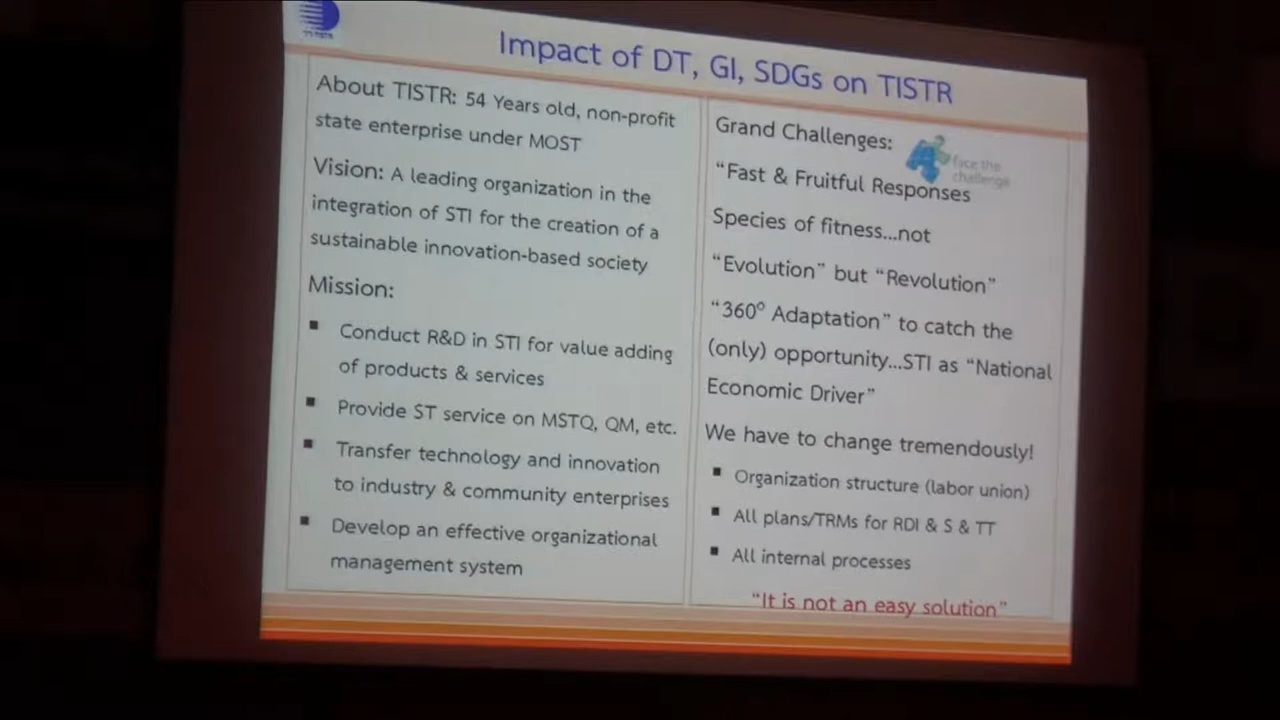 Impact of DT, GI, SDGs on TISTR
About TISTR: 54 Years old, non-profit
state enterprise under MOST
Vision: A leading organization in the
integration of STI for the creation of a
sustainable innovation-based society
Mission:
▪ Conduct R&D in STI for value adding
of products & services
▪ Provide ST service on MSTQ, QM, etc.
▪ Transfer technology and innovation
to industry & community enterprises
▪ Develop an effective organizational
management system
Grand Challenges:
face the
challenge
“Fast & Fruitful Responses
Species of fitness...not
“Evolution” but “Revolution”
“360° Adaptation” to catch the
(only) opportunity...STI as “National
Economic Driver”
We have to change tremendously!
▪ Organization structure (labor union)
▪ All plans/TRMs for RDI & S & TT
▪ All internal processes
“It is not an easy solution”